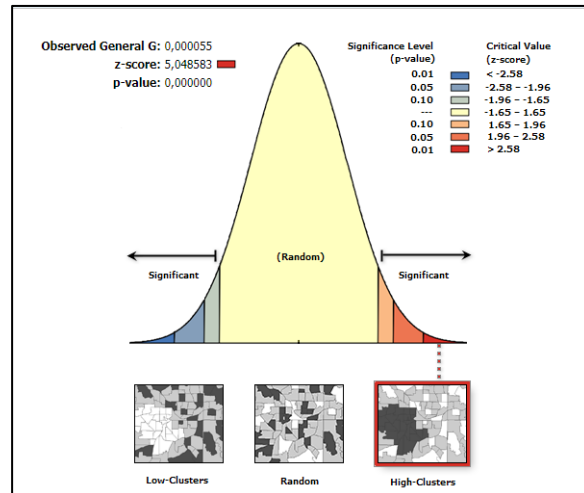 Observed General G: 0,000055
z-score: 5,048583
p-value: 0,000000
Significance Level
(p-value)
Critical Value
(z-score)
0.01 < -2.58
0.05 -2.58 – -1.96
0.10 -1.96 – -1.65
--- -1.65 – 1.65
0.10 1.65 – 1.96
0.05 1.96 – 2.58
0.01 > 2.58
Significant
(Random)
Significant
Low-Clusters
Random
High-Clusters